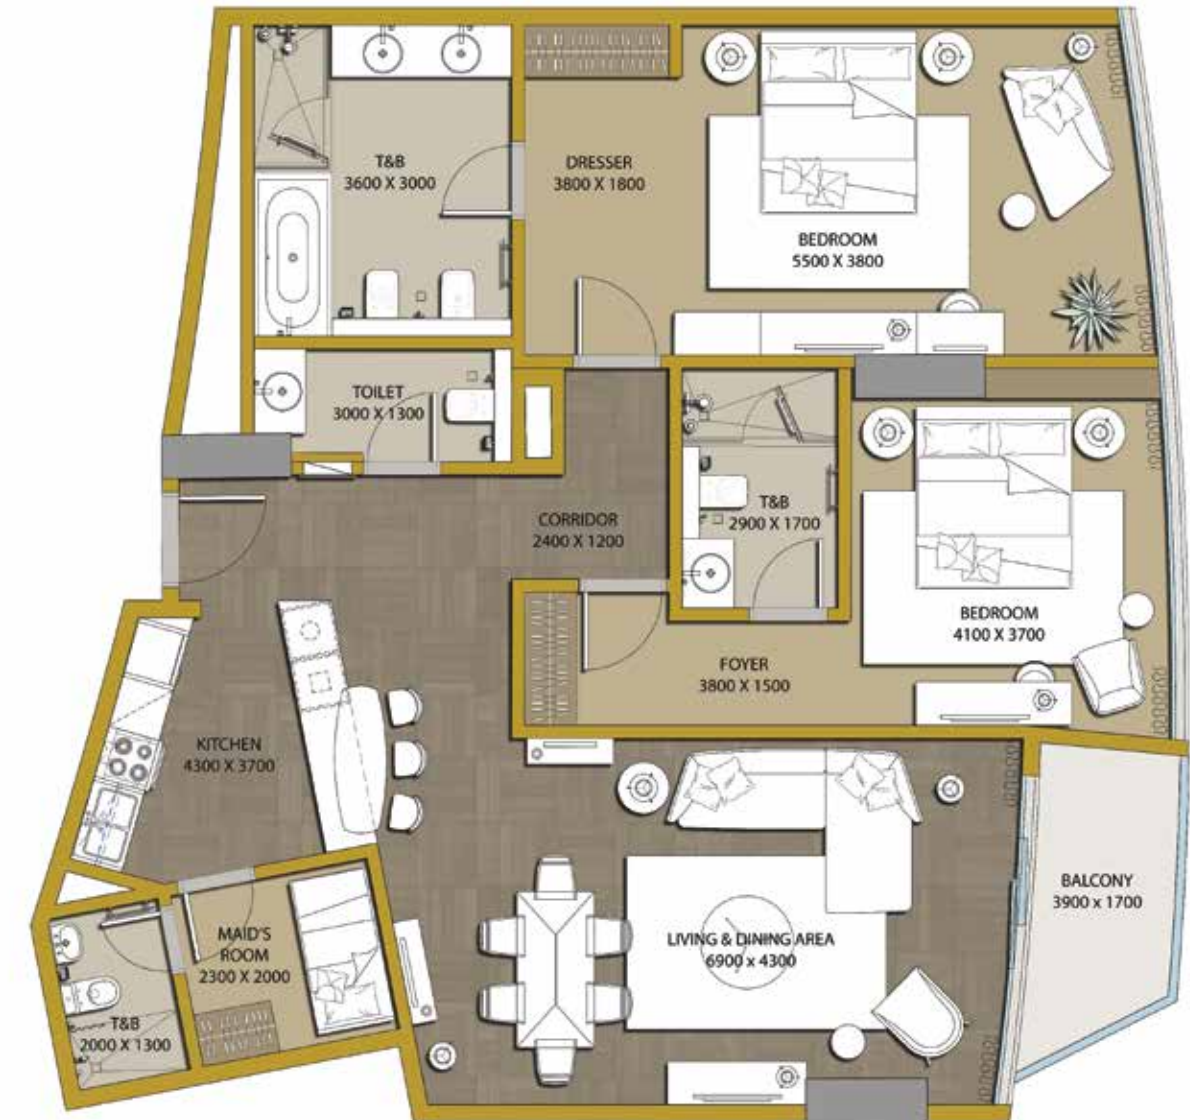 T&B
3600 X 3000
DRESSER
3800 X 1800
BEDROOM
5500 X 3800
TOILET
3000 X 1300
CORRIDOR
2400 X 1200
T&B
2900 X 1700
BEDROOM
4100 X 3700
FOYER
3800 X 1500
KITCHEN
4300 X 3700
BALCONY
3900 x 1700
MAID'S
ROOM
2300 X 2000
LIVING & DINING AREA
6900 x 4300
T&B
2000 X 1300